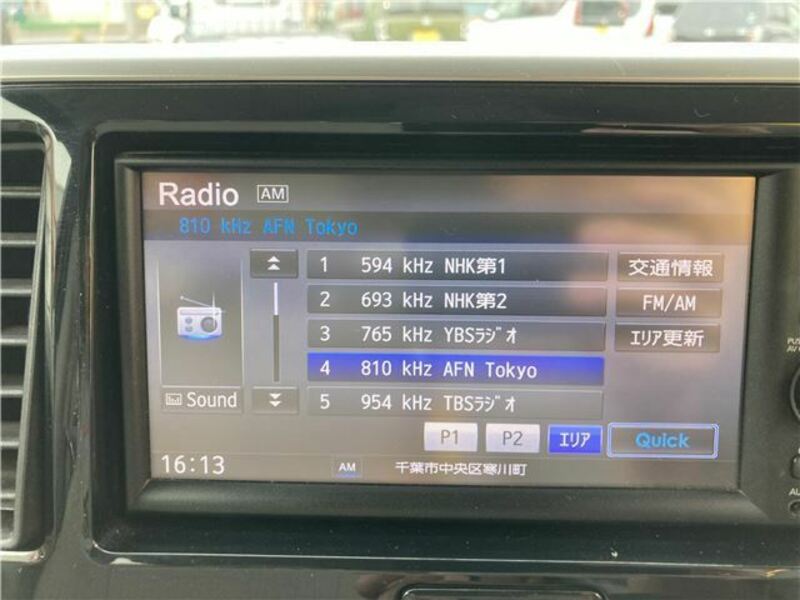 Radio AM
810 kHz AFN Tokyo
1 594 kHz NHK第1
2 693 kHz NHK第2
3 765 kHz YBSﾗｼﾞｵ
4 810 kHz AFN Tokyo
5 954 kHz TBSﾗｼﾞｵ
交通情報
FM/AM
ｴﾘｱ更新
Sound
P1 P2 ｴﾘｱ Quick
16:13 AM 千葉市中央区寒川町